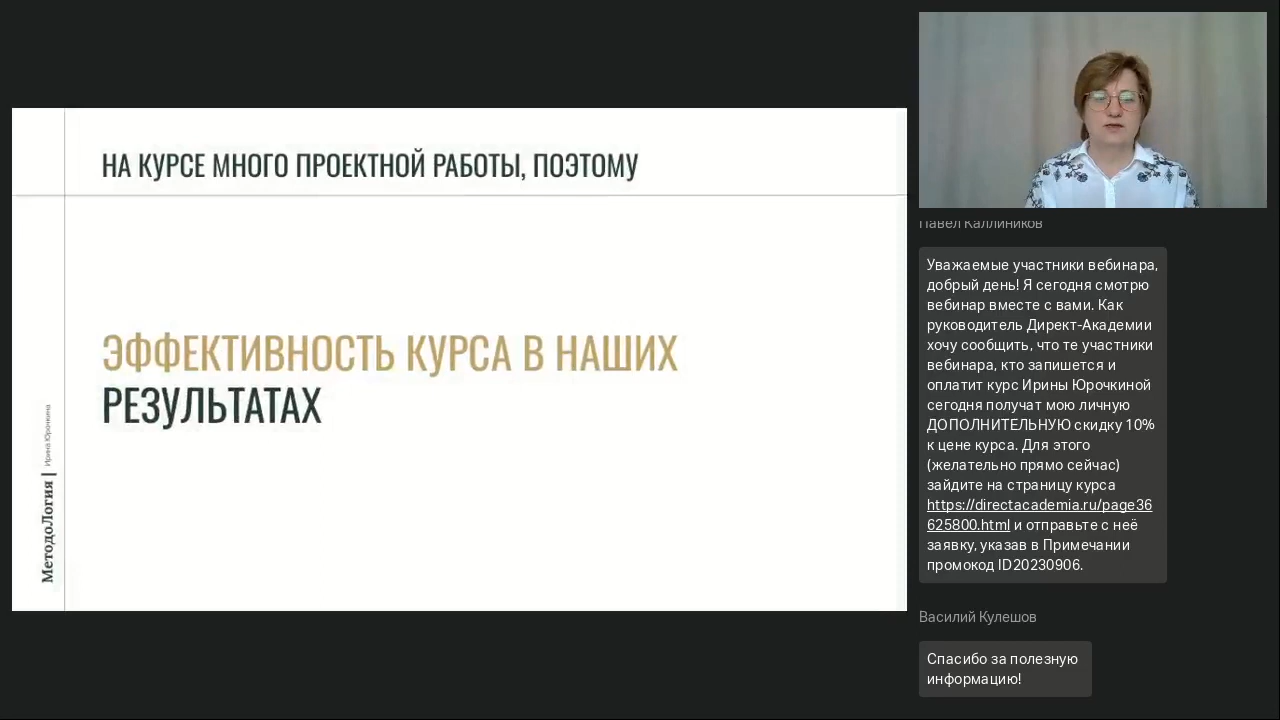 НА КУРСЕ МНОГО ПРОЕКТНОЙ РАБОТЫ, ПОЭТОМУ
ЭФФЕКТИВНОСТЬ КУРСА В НАШИХ
РЕЗУЛЬТАТАХ
МетодоЛогия | Ирина Юрочкина
Павел Каллиников
Уважаемые участники вебинара,
добрый день! Я сегодня смотрю
вебинар вместе с вами. Как
руководитель Директ-Академии
хочу сообщить, что те участники
вебинара, кто запишется и
оплатит курс Ирины Юрочкиной
сегодня получат мою личную
ДОПОЛНИТЕЛЬНУЮ скидку 10%
к цене курса. Для этого
(желательно прямо сейчас)
зайдите на страницу курса
https://directacademia.ru/page36
625800.html и отправьте с неё
заявку, указав в Примечании
промокод ID20230906.
Василий Кулешов
Спасибо за полезную
информацию!